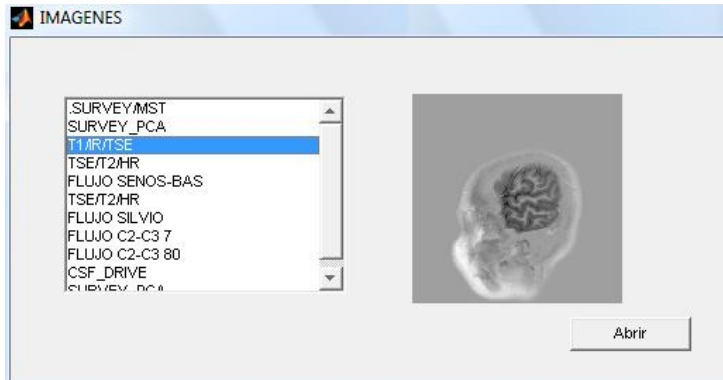 IMAGENES
.SURVEY/MST
SURVEY_PCA
T1/IR/TSE
TSE/T2/HR
FLUJO SENOS-BAS
TSE/T2/HR
FLUJO SILVIO
FLUJO C2-C3 7
FLUJO C2-C3 80
CSF_DRIVE
SURVEY_PCA
Abrir